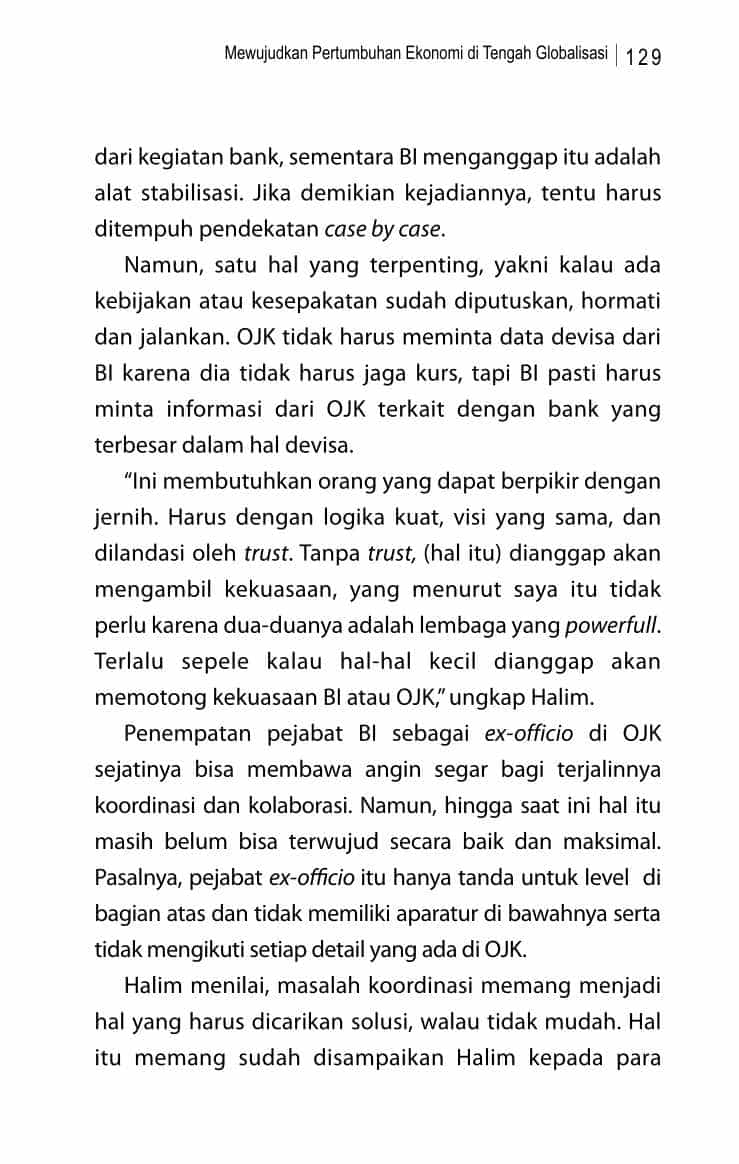 Mewujudkan Pertumbuhan Ekonomi di Tengah Globalisasi | 129
dari kegiatan bank, sementara BI menganggap itu adalah
alat stabilisasi. Jika demikian kejadiannya, tentu harus
ditempuh pendekatan case by case.
Namun, satu hal yang terpenting, yakni kalau ada
kebijakan atau kesepakatan sudah diputuskan, hormati
dan jalankan. OJK tidak harus meminta data devisa dari
BI karena dia tidak harus jaga kurs, tapi BI pasti harus
minta informasi dari OJK terkait dengan bank yang
terbesar dalam hal devisa.
“Ini membutuhkan orang yang dapat berpikir dengan
jernih. Harus dengan logika kuat, visi yang sama, dan
dilandasi oleh trust. Tanpa trust, (hal itu) dianggap akan
mengambil kekuasaan, yang menurut saya itu tidak
perlu karena dua-duanya adalah lembaga yang powerfull.
Terlalu sepele kalau hal-hal kecil dianggap akan
memotong kekuasaan BI atau OJK,” ungkap Halim.
Penempatan pejabat BI sebagai ex-officio di OJK
sejatinya bisa membawa angin segar bagi terjalinnya
koordinasi dan kolaborasi. Namun, hingga saat ini hal itu
masih belum bisa terwujud secara baik dan maksimal.
Pasalnya, pejabat ex-officio itu hanya tanda untuk level di
bagian atas dan tidak memiliki aparatur di bawahnya serta
tidak mengikuti setiap detail yang ada di OJK.
Halim menilai, masalah koordinasi memang menjadi
hal yang harus dicarikan solusi, walau tidak mudah. Hal
itu memang sudah disampaikan Halim kepada para